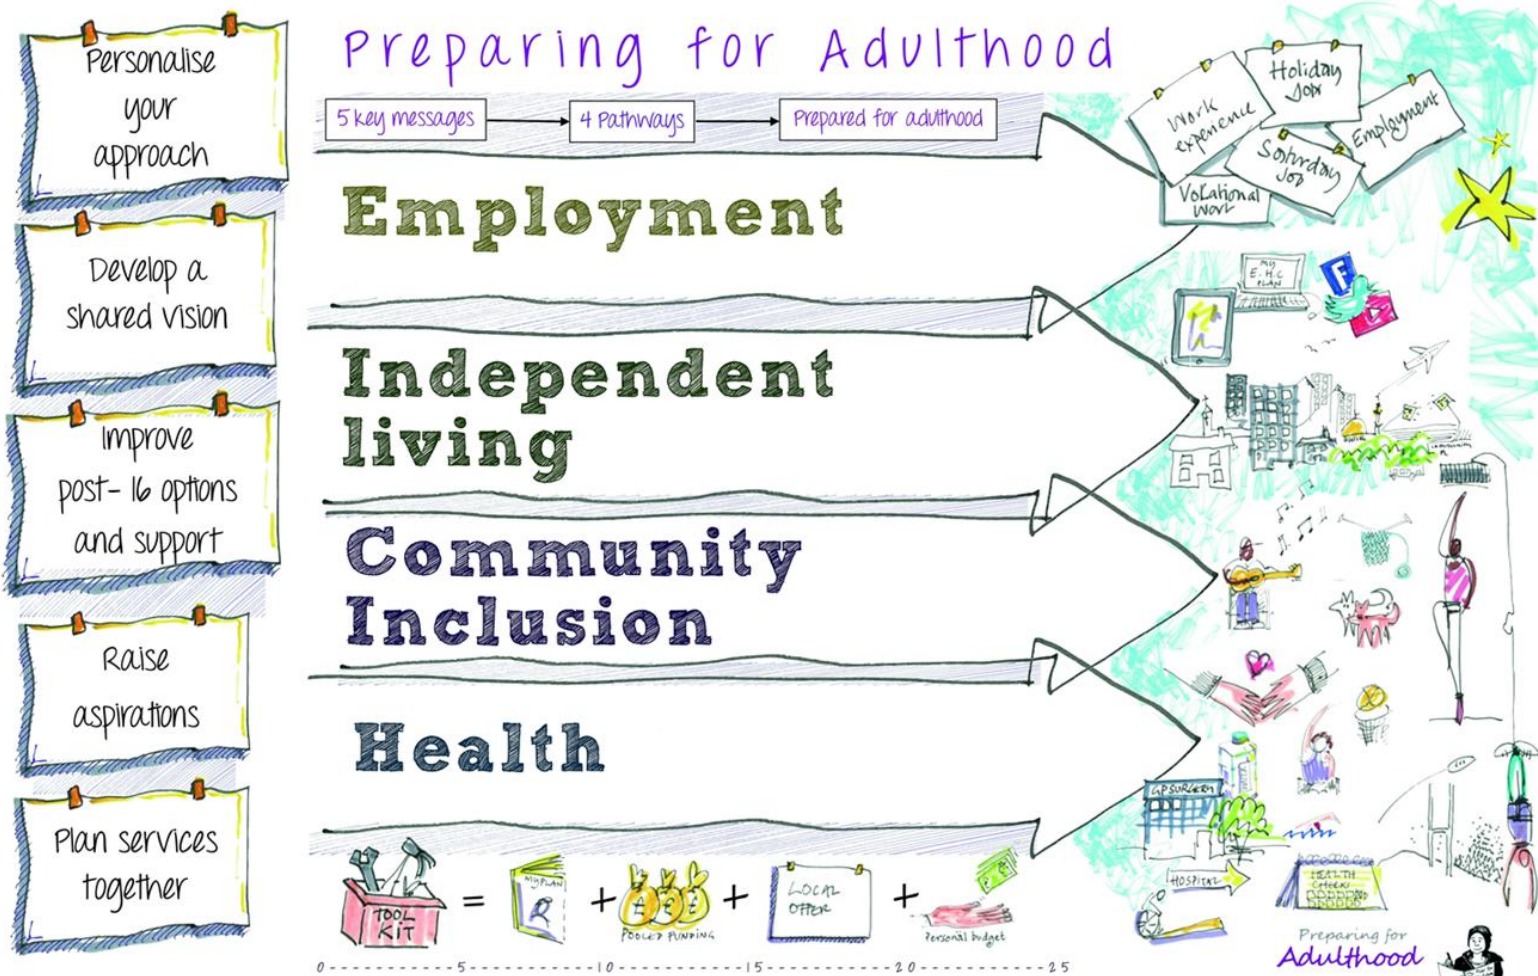 Preparing for Adulthood
5 key messages
4 Pathways
Prepared for adulthood
Personalise
your
approach
Develop a
shared vision
Improve
post-16 options
and support
Raise
aspirations
Plan services
together
Employment
Independent
living
Community
Inclusion
Health
Work
experience
Holiday
Job
Employment
Saturday
Job
Vocational
Work
MY
E.H.C
PLAN
F
GP SURGERY
HOSPITAL
HEALTH
CHECK
TOOL
KIT
=
MY PLAN
+
£ £ £
POOLED FUNDING
+
LOCAL
OFFER
+
Personal budget
0 5 10 15 20 25
Preparing for
Adulthood